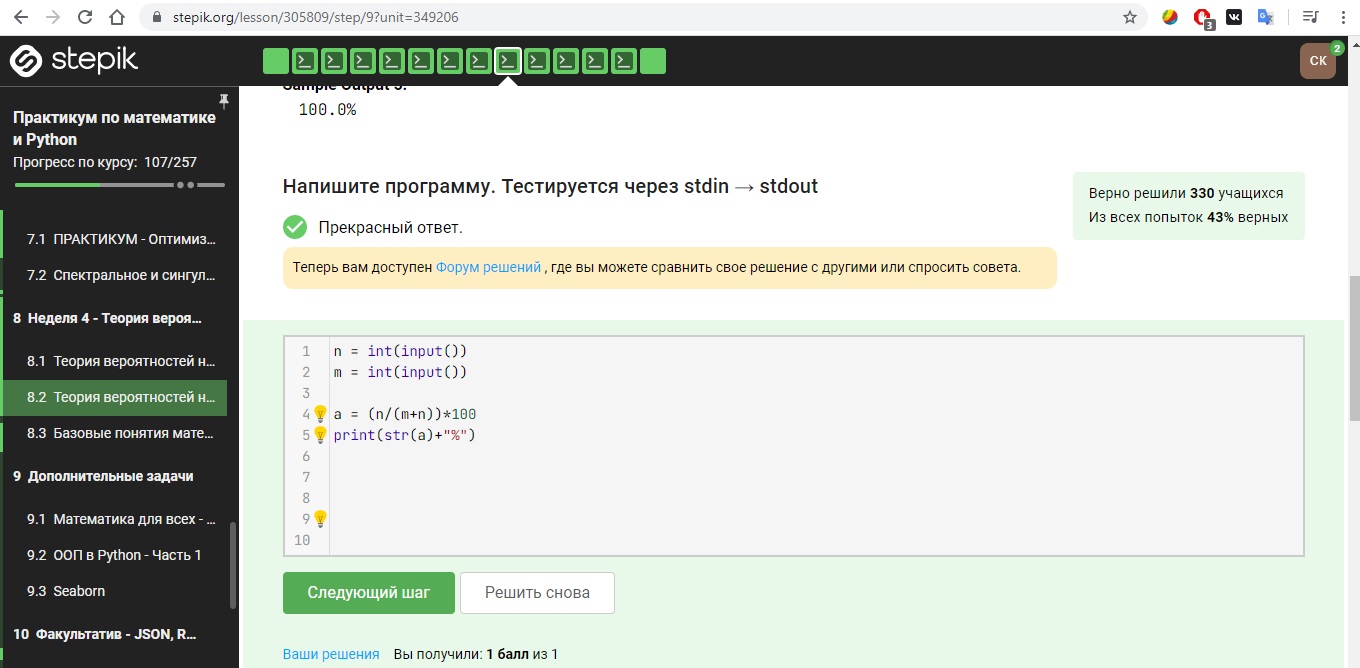 stepik.org/lesson/305809/step/9?unit=349206
3
stepik
СК
2
Практикум по математике
и Python
Прогресс по курсу: 107/257
7.1 ПРАКТИКУМ - Оптимиз...
7.2 Спектральное и сингул...
8 Неделя 4 - Теория вероя...
8.1 Теория вероятностей н...
8.2 Теория вероятностей н...
8.3 Базовые понятия мате...
9 Дополнительные задачи
9.1 Математика для всех - ...
9.2 ООП в Python - Часть 1
9.3 Seaborn
10 Факультатив - JSON, R...
Sample Output 3:
100.0%
Напишите программу. Тестируется через stdin → stdout
Прекрасный ответ.
Теперь вам доступен Форум решений , где вы можете сравнить свое решение с другими или спросить совета.
Верно решили 330 учащихся
Из всех попыток 43% верных
1 n = int(input())
2 m = int(input())
3
4 a = (n/(m+n))*100
5 print(str(a)+"%")
6
7
8
9
10
Следующий шаг
Решить снова
Ваши решения Вы получили: 1 балл из 1